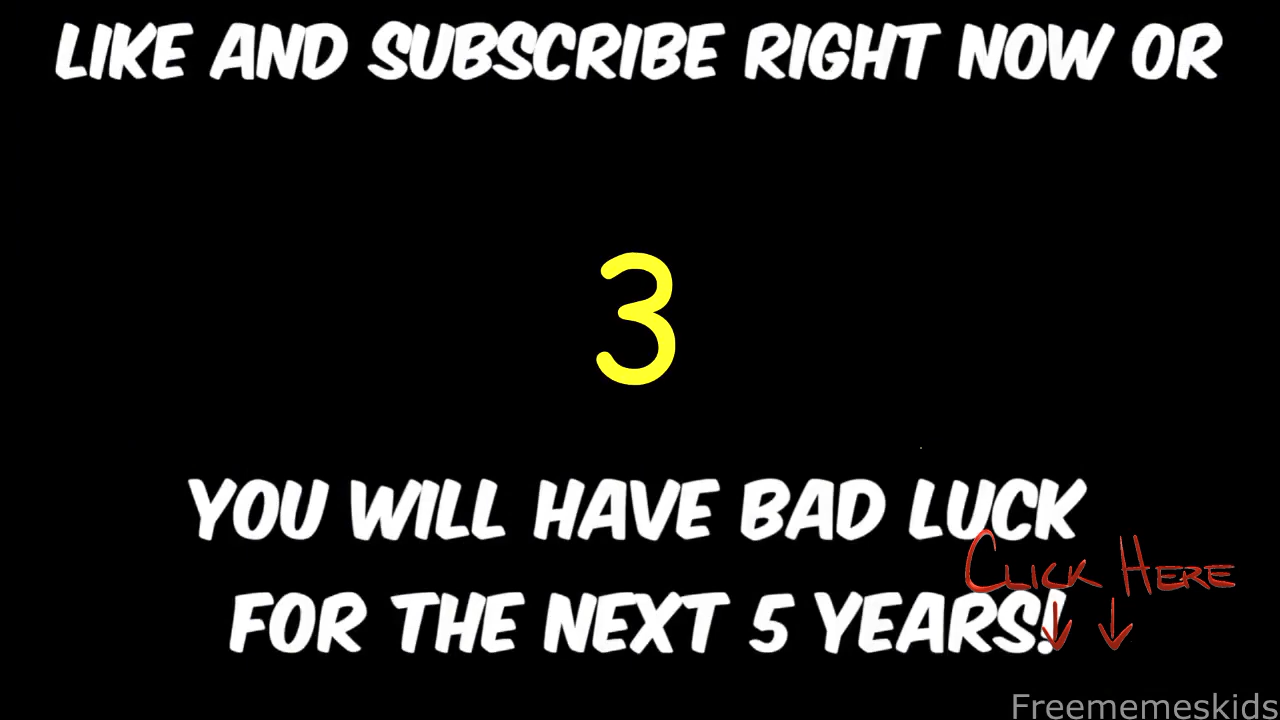 LIKE AND SUBSCRIBE RIGHT NOW OR
3
YOU WILL HAVE BAD LUCK
CLICK HERE
FOR THE NEXT 5 YEARS!
Freememeskids